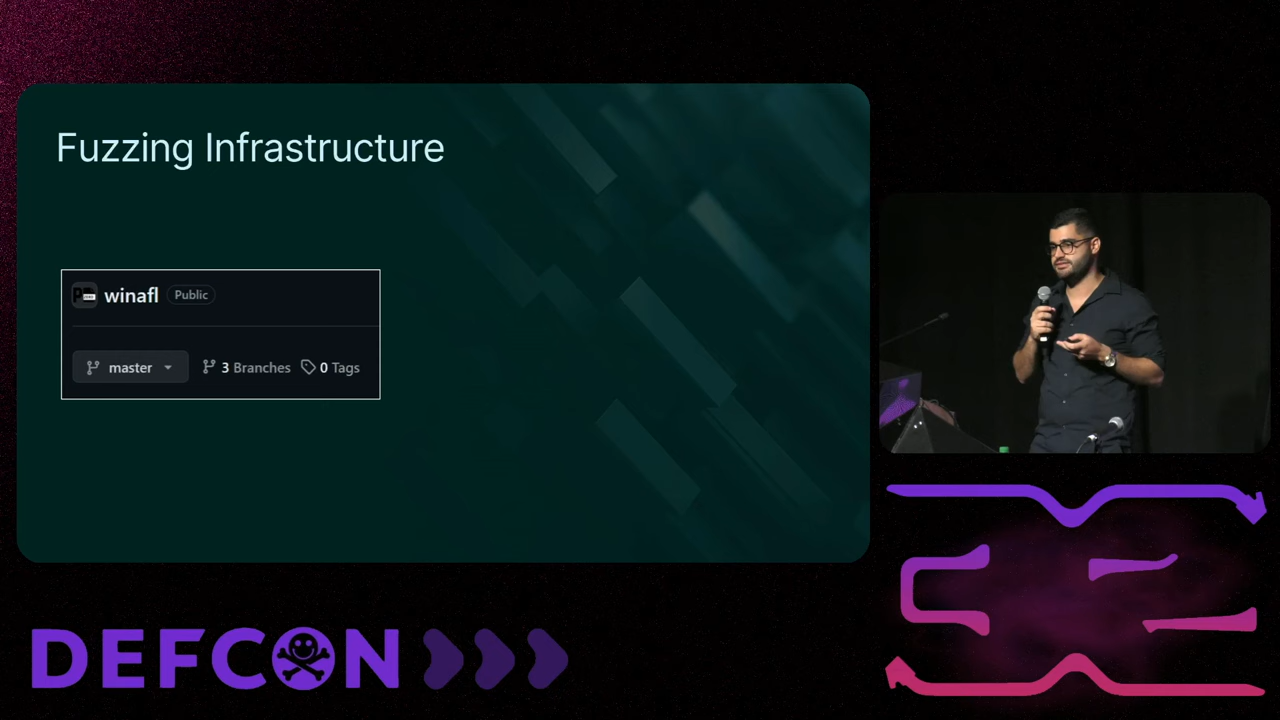 Fuzzing Infrastructure
winafl Public
master 3 Branches 0 Tags
DEFCON